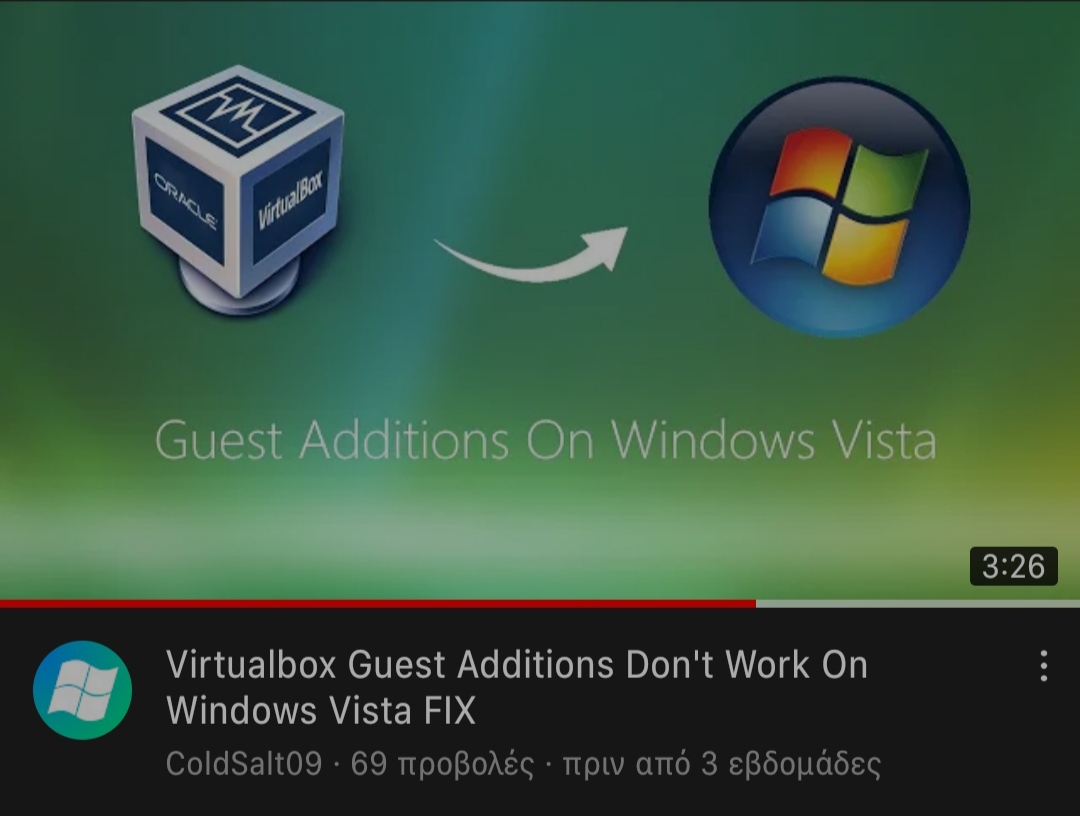 ORACLE
VirtualBox
Guest Additions On Windows Vista
3:26
Virtualbox Guest Additions Don't Work On
Windows Vista FIX
ColdSalt09 · 69 προβολές · πριν από 3 εβδομάδες